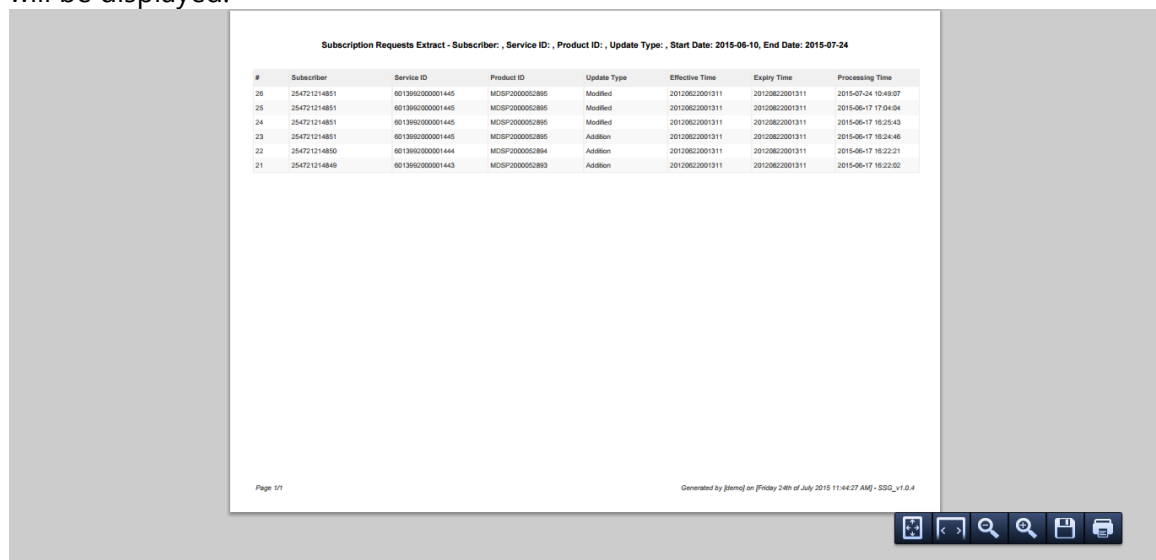 will be displayed.
Subscription Requests Extract - Subscriber: , Service ID: , Product ID: , Update Type: , Start Date: 2015-06-10, End Date: 2015-07-24
# Subscriber Service ID Product ID Update Type Effective Time Expiry Time Processing Time
26 254721214851 6013992000001445 MDSP2000052895 Modified 20120622001311 20120822001311 2015-07-24 10:49:07
25 254721214851 6013992000001445 MDSP2000052895 Modified 20120622001311 20120822001311 2015-06-17 17:04:04
24 254721214851 6013992000001445 MDSP2000052895 Modified 20120622001311 20120822001311 2015-06-17 16:25:43
23 254721214851 6013992000001445 MDSP2000052895 Addition 20120622001311 20120822001311 2015-06-17 16:24:46
22 254721214850 6013992000001444 MDSP2000052894 Addition 20120622001311 20120822001311 2015-06-17 16:22:21
21 254721214849 6013992000001443 MDSP2000052893 Addition 20120622001311 20120822001311 2015-06-17 16:22:02
Page 1/1 Generated by [demo] on [Friday 24th of July 2015 11:44:27 AM] - SSG_v1.0.4